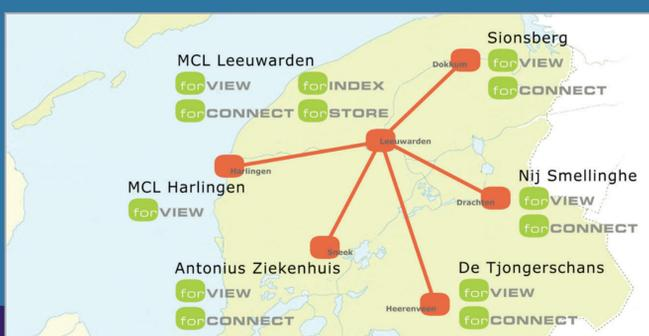 Sionsberg
MCL Leeuwarden
Dokkum
forVIEW
forVIEW forINDEX
forCONNECT
forCONNECT forSTORE
Leeuwarden
Harlingen
Nij Smellinghe
MCL Harlingen
Drachten
forVIEW
forVIEW
forCONNECT
Sneek
Antonius Ziekenhuis
De Tjongerschans
forVIEW
forVIEW
Heerenveen
forCONNECT
forCONNECT